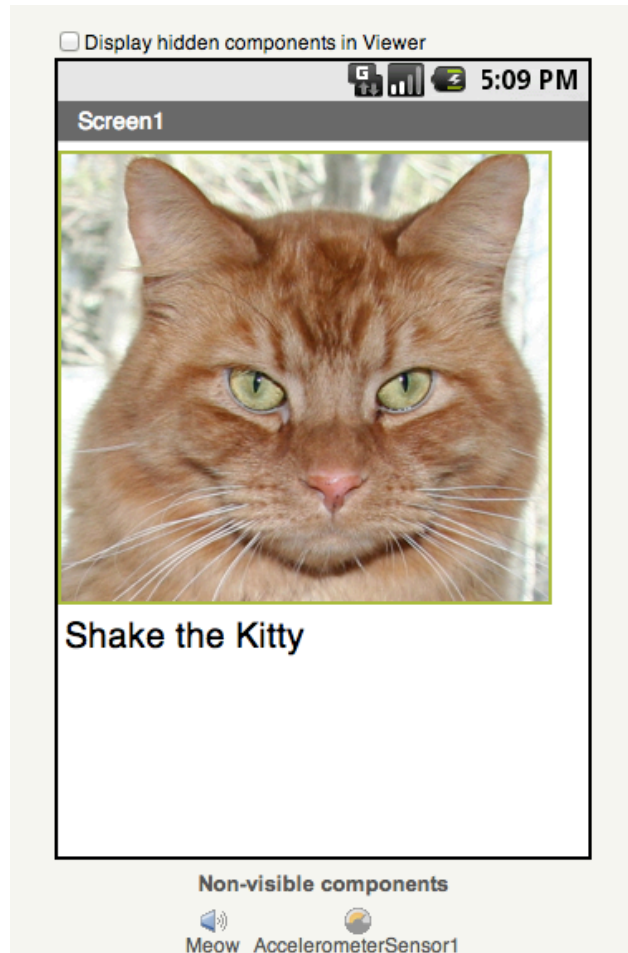 Display hidden components in Viewer
5:09 PM
Screen1
Shake the Kitty
Non-visible components
Meow AccelerometerSensor1